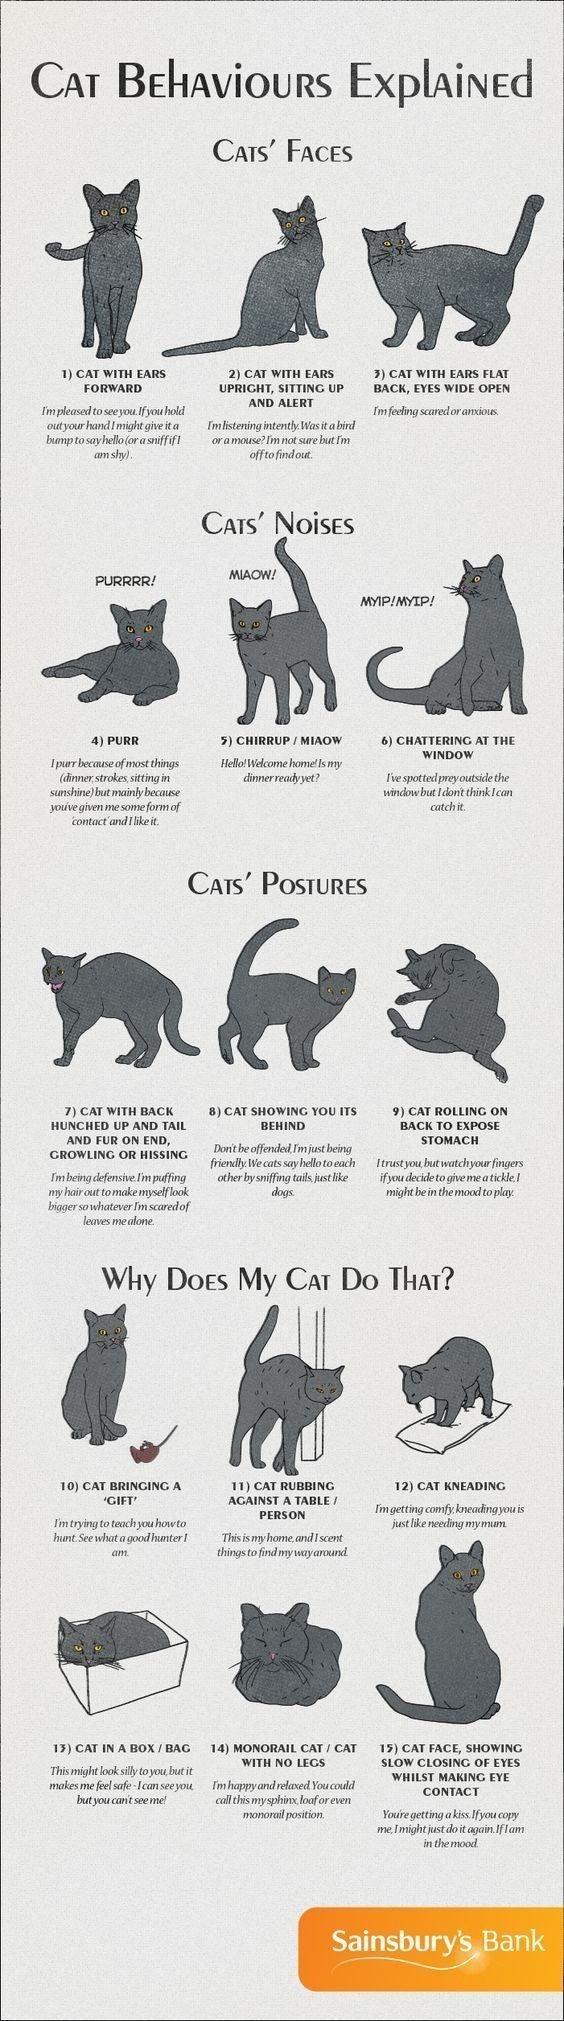 Cat Behaviours Explained
Cats' Faces
1) CAT WITH EARS
FORWARD
I'm pleased to see you. If you hold
out your hand I might give it a
bump to say hello (or a sniff if I
am shy).
2) CAT WITH EARS
UPRIGHT, SITTING UP
AND ALERT
I'm listening intently. Was it a bird
or a mouse? I'm not sure but I'm
off to find out.
3) CAT WITH EARS FLAT
BACK, EYES WIDE OPEN
I'm feeling scared or anxious.
Cats' Noises
PURRRR!
MIAOW!
MYIP! MYIP!
4) PURR
I purr because of most things
(dinner, strokes, sitting in
sunshine) but mainly because
you've given me some form of
'contact' and I like it.
5) CHIRRUP / MIAOW
Hello! Welcome home! Is my
dinner ready yet?
6) CHATTERING AT THE
WINDOW
I've spotted prey outside the
window but I don't think I can
catch it.
Cats' Postures
7) CAT WITH BACK
HUNCHED UP AND TAIL
AND FUR ON END,
GROWLING OR HISSING
I'm being defensive. I'm puffing
my hair out to make myself look
bigger so whatever I'm scared of
leaves me alone.
8) CAT SHOWING YOU ITS
BEHIND
Don't be offended, I'm just being
friendly. We cats say hello to each
other by sniffing tails, just like
dogs.
9) CAT ROLLING ON
BACK TO EXPOSE
STOMACH
I trust you, but watch your fingers
if you decide to give me a tickle, I
might be in the mood to play.
Why Does My Cat Do That?
10) CAT BRINGING A
'GIFT'
I'm trying to teach you how to
hunt. See what a good hunter I
am.
11) CAT RUBBING
AGAINST A TABLE /
PERSON
This is my home, and I scent
things to find my way around.
12) CAT KNEADING
I'm getting comfy, kneading you is
just like needing my mum.
13) CAT IN A BOX / BAG
This might look silly to you, but it
makes me feel safe - I can see you,
but you can't see me!
14) MONORAIL CAT / CAT
WITH NO LEGS
I'm happy and relaxed. You could
call this my sphinx, loaf or even
monorail position.
15) CAT FACE, SHOWING
SLOW CLOSING OF EYES
WHILST MAKING EYE
CONTACT
You're getting a kiss. If you copy
me, I might just do it again. If I am
in the mood.
Sainsbury's Bank